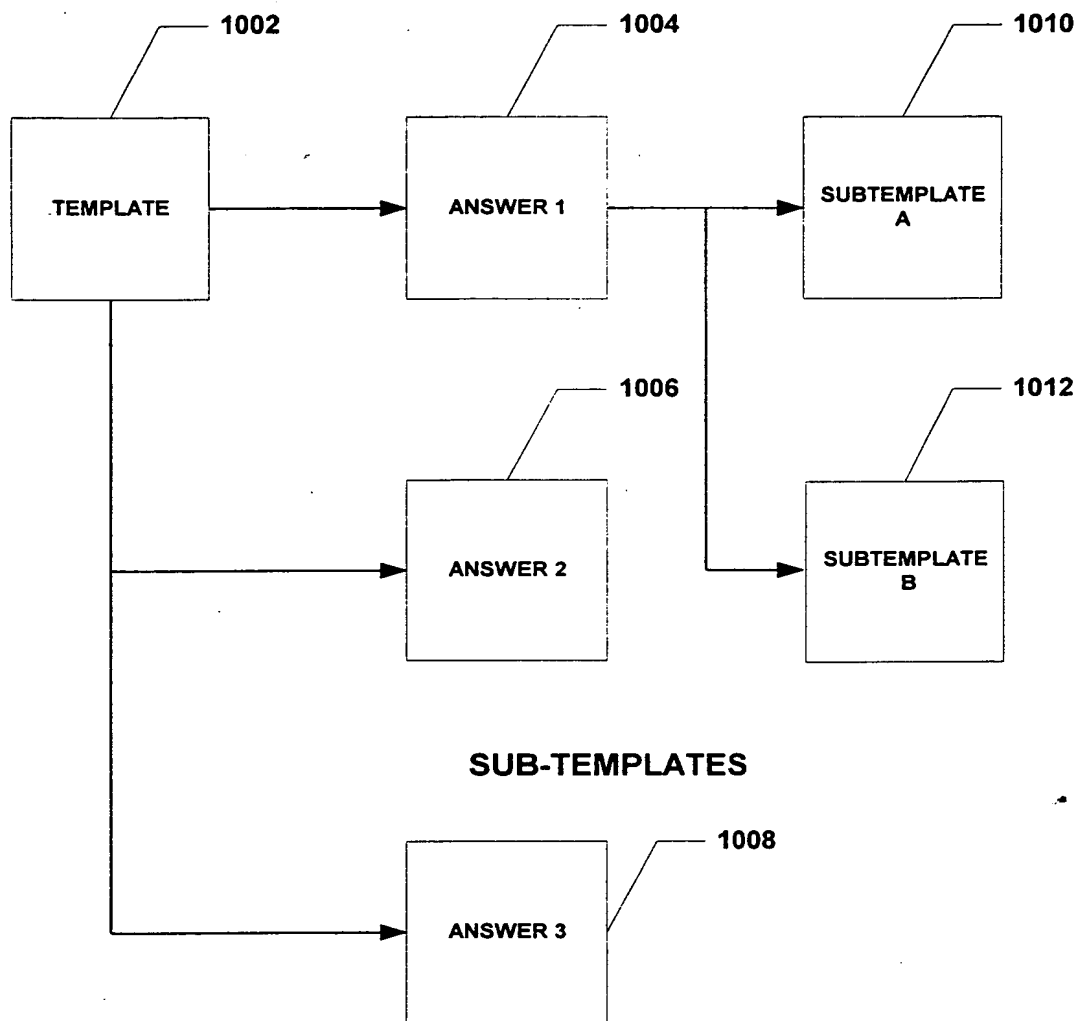 1002
1004
1010
TEMPLATE
ANSWER 1
SUBTEMPLATE
A
1006
1012
ANSWER 2
SUBTEMPLATE
B
SUB-TEMPLATES
1008
ANSWER 3